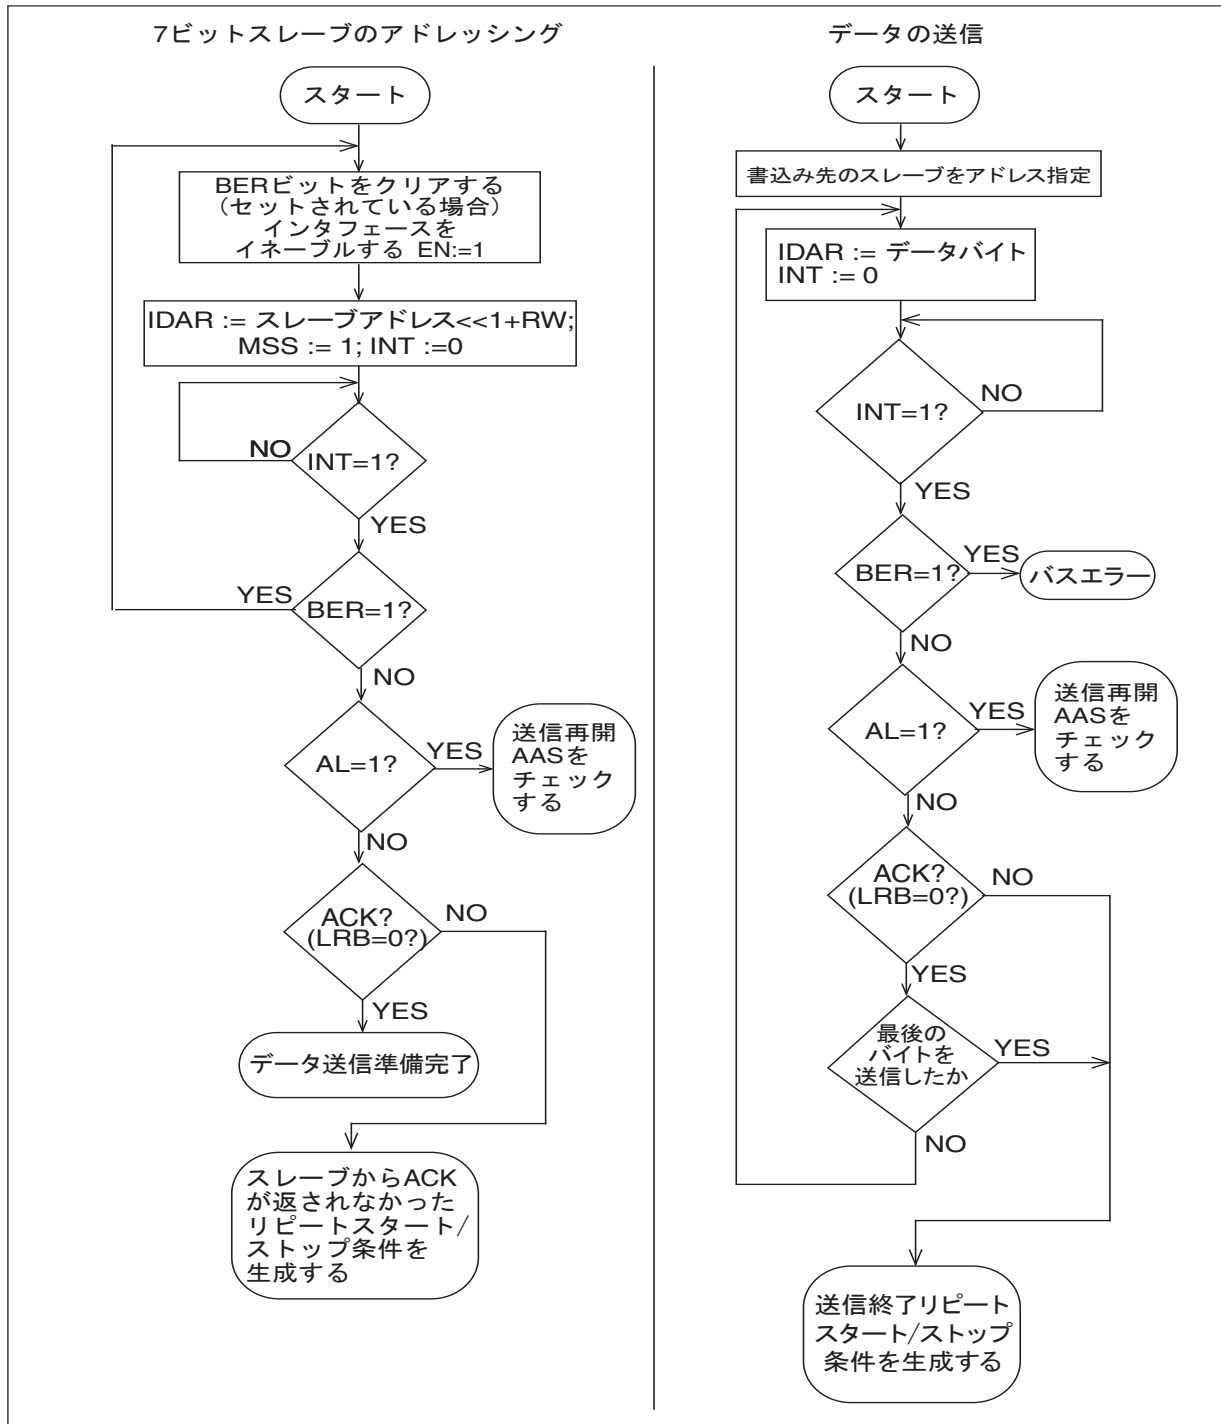 7ビットスレーブのアドレッシング
スタート
BERビットをクリアする
(セットされている場合)
インタフェースを
イネーブルする EN:=1
IDAR := スレーブアドレス<<1+RW;
MSS := 1; INT :=0
NO
INT=1?
YES
YES
BER=1?
NO
AL=1?
YES
送信再開
AASを
チェック
する
NO
ACK?
(LRB=0?)
NO
YES
データ送信準備完了
スレーブからACK
が返されなかった
リピートスタート/
ストップ条件を
生成する
データの送信
スタート
書込み先のスレーブをアドレス指定
IDAR := データバイト
INT := 0
INT=1?
NO
YES
BER=1?
YES
バスエラー
NO
AL=1?
YES
送信再開
AASを
チェック
する
NO
ACK?
(LRB=0?)
NO
YES
最後の
バイトを
送信したか
YES
NO
送信終了リピート
スタート/ストップ
条件を生成する